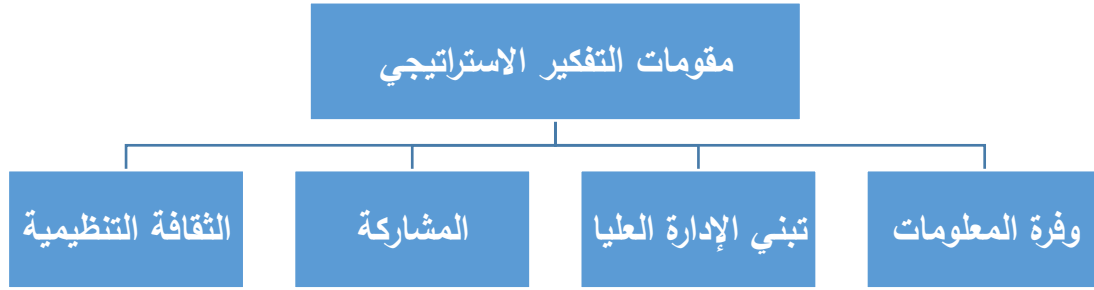 مقومات التفكير الاستراتيجي
وفرة المعلومات
تبني الإدارة العليا
المشاركة
الثقافة التنظيمية